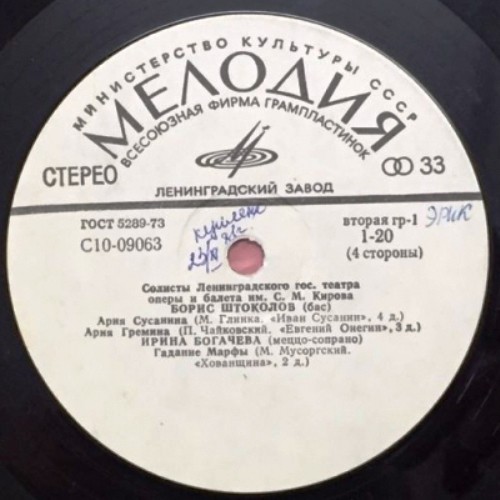 МИНИСТЕРСТВО КУЛЬТУРЫ СССР
МЕЛОДИЯ
ВСЕСОЮЗНАЯ ФИРМА ГРАМПЛАСТИНОК
СТЕРЕО
33
ЛЕНИНГРАДСКИЙ ЗАВОД
ГОСТ 5289-73
С10-09063
вторая гр-1
ЭРИК
1-20
(4 стороны)
Солисты Ленинградского гос. театра
оперы и балета им. С. М. Кирова
БОРИС ШТОКОЛОВ (бас)
Ария Сусанина (М. Глинка. «Иван Сусанин», 4 д.)
Ария Гремина (П. Чайковский. «Евгений Онегин», 3 д.)
ИРИНА БОГАЧЕВА (меццо-сопрано)
Гадание Марфы (М. Мусоргский.
«Хованщина», 2 д.)